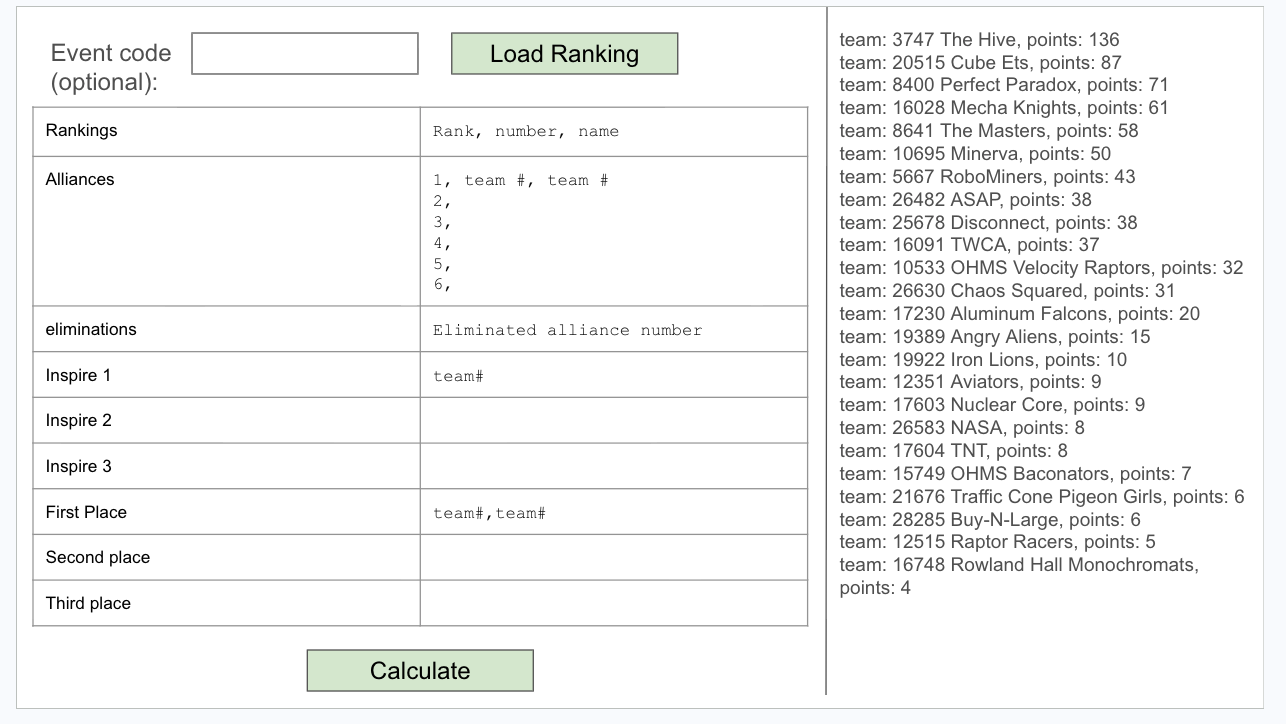 Event code
(optional):
Load Ranking
Rankings
Rank, number, name
Alliances
1, team #, team #
2,
3,
4,
5,
6,
eliminations
Eliminated alliance number
Inspire 1
team#
Inspire 2
Inspire 3
First Place
team#,team#
Second place
Third place
Calculate
team: 3747 The Hive, points: 136
team: 20515 Cube Ets, points: 87
team: 8400 Perfect Paradox, points: 71
team: 16028 Mecha Knights, points: 61
team: 8641 The Masters, points: 58
team: 10695 Minerva, points: 50
team: 5667 RoboMiners, points: 43
team: 26482 ASAP, points: 38
team: 25678 Disconnect, points: 38
team: 16091 TWCA, points: 37
team: 10533 OHMS Velocity Raptors, points: 32
team: 26630 Chaos Squared, points: 31
team: 17230 Aluminum Falcons, points: 20
team: 19389 Angry Aliens, points: 15
team: 19922 Iron Lions, points: 10
team: 12351 Aviators, points: 9
team: 17603 Nuclear Core, points: 9
team: 26583 NASA, points: 8
team: 17604 TNT, points: 8
team: 15749 OHMS Baconators, points: 7
team: 21676 Traffic Cone Pigeon Girls, points: 6
team: 28285 Buy-N-Large, points: 6
team: 12515 Raptor Racers, points: 5
team: 16748 Rowland Hall Monochromats,
points: 4